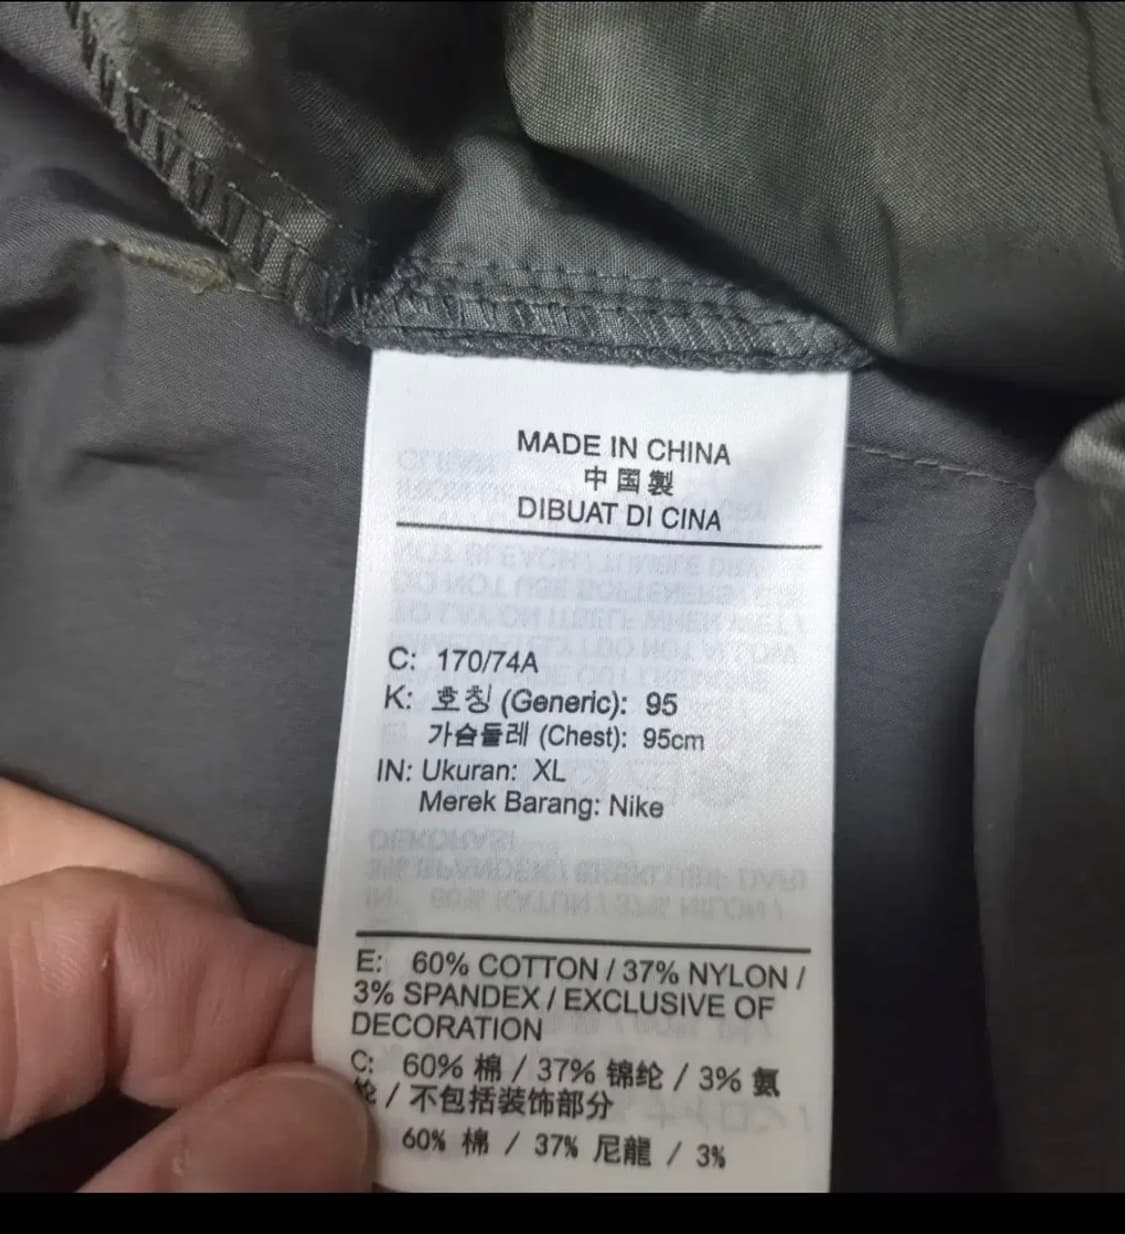 MADE IN CHINA
中国製
DIBUAT DI CINA
C: 170/74A
K: 호칭 (Generic): 95
가슴둘레 (Chest): 95cm
IN: Ukuran: XL
Merek Barang: Nike
E: 60% COTTON / 37% NYLON /
3% SPANDEX / EXCLUSIVE OF
DECORATION
C: 60% 棉 / 37% 锦纶 / 3% 氨
纶 / 不包括装饰部分
60% 棉 / 37% 尼龍 / 3%